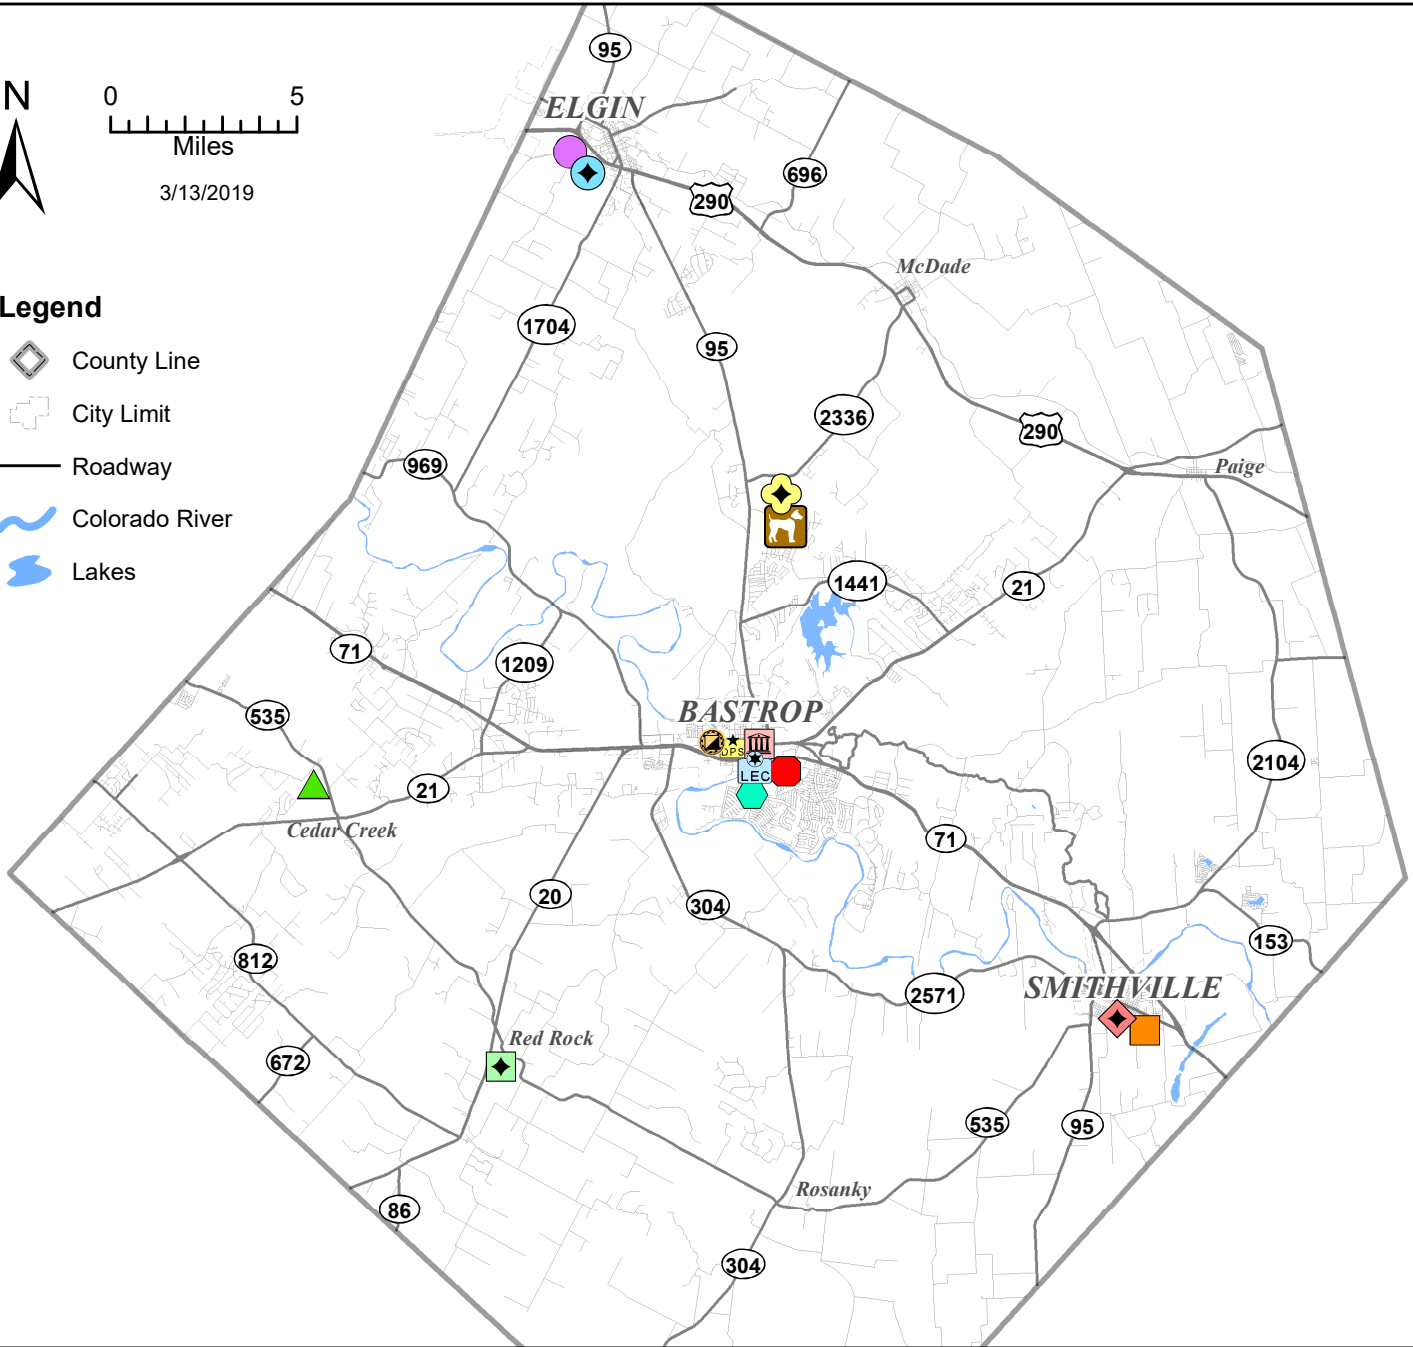 95
N
0 5
ELGIN
Miles
696
3/13/2019
290
McDade
Legend
1704
95
County Line
City Limit
2336
290
Roadway
969
Paige
Colorado River
Lakes
1441
21
71
1209
535
BASTROP
DPS
LEC
2104
21
Cedar Creek
71
20
304
153
812
2571
SMITHVILLE
Red Rock
672
535
95
Rosanky
86
304